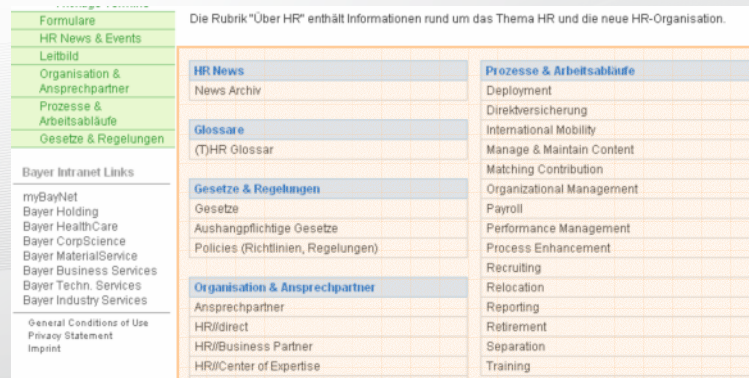 Formulare
HR News & Events
Leitbild
Organisation &
Ansprechpartner
Prozesse &
Arbeitsabläufe
Gesetze & Regelungen
Bayer Intranet Links
myBayNet
Bayer Holding
Bayer HealthCare
Bayer CorpScience
Bayer MaterialService
Bayer Business Services
Bayer Techn. Services
Bayer Industry Services
General Conditions of Use
Privacy Statement
Imprint
Die Rubrik "Über HR" enthält Informationen rund um das Thema HR und die neue HR-Organisation.
HR News
News Archiv
Glossare
(T)HR Glossar
Gesetze & Regelungen
Gesetze
Aushangpflichtige Gesetze
Policies (Richtlinien, Regelungen)
Organisation & Ansprechpartner
Ansprechpartner
HR//direct
HR//Business Partner
HR//Center of Expertise
Prozesse & Arbeitsabläufe
Deployment
Direktversicherung
International Mobility
Manage & Maintain Content
Matching Contribution
Organizational Management
Payroll
Performance Management
Process Enhancement
Recruiting
Relocation
Reporting
Retirement
Separation
Training